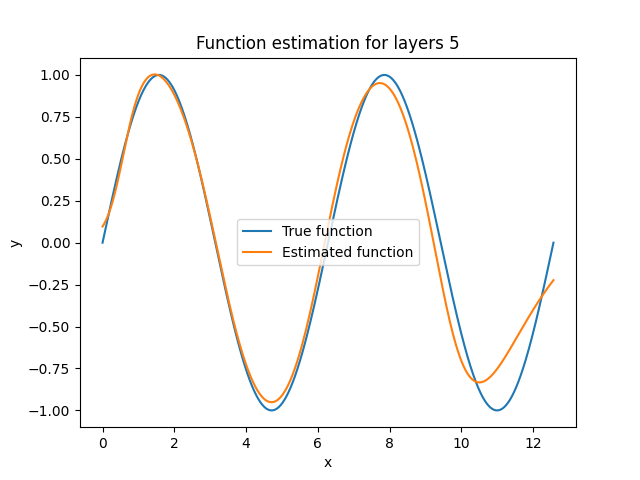 Function estimation for layers 5
1.00
0.75
0.50
0.25
0.00
−0.25
−0.50
−0.75
−1.00
y
True function
Estimated function
0 2 4 6 8 10 12
x